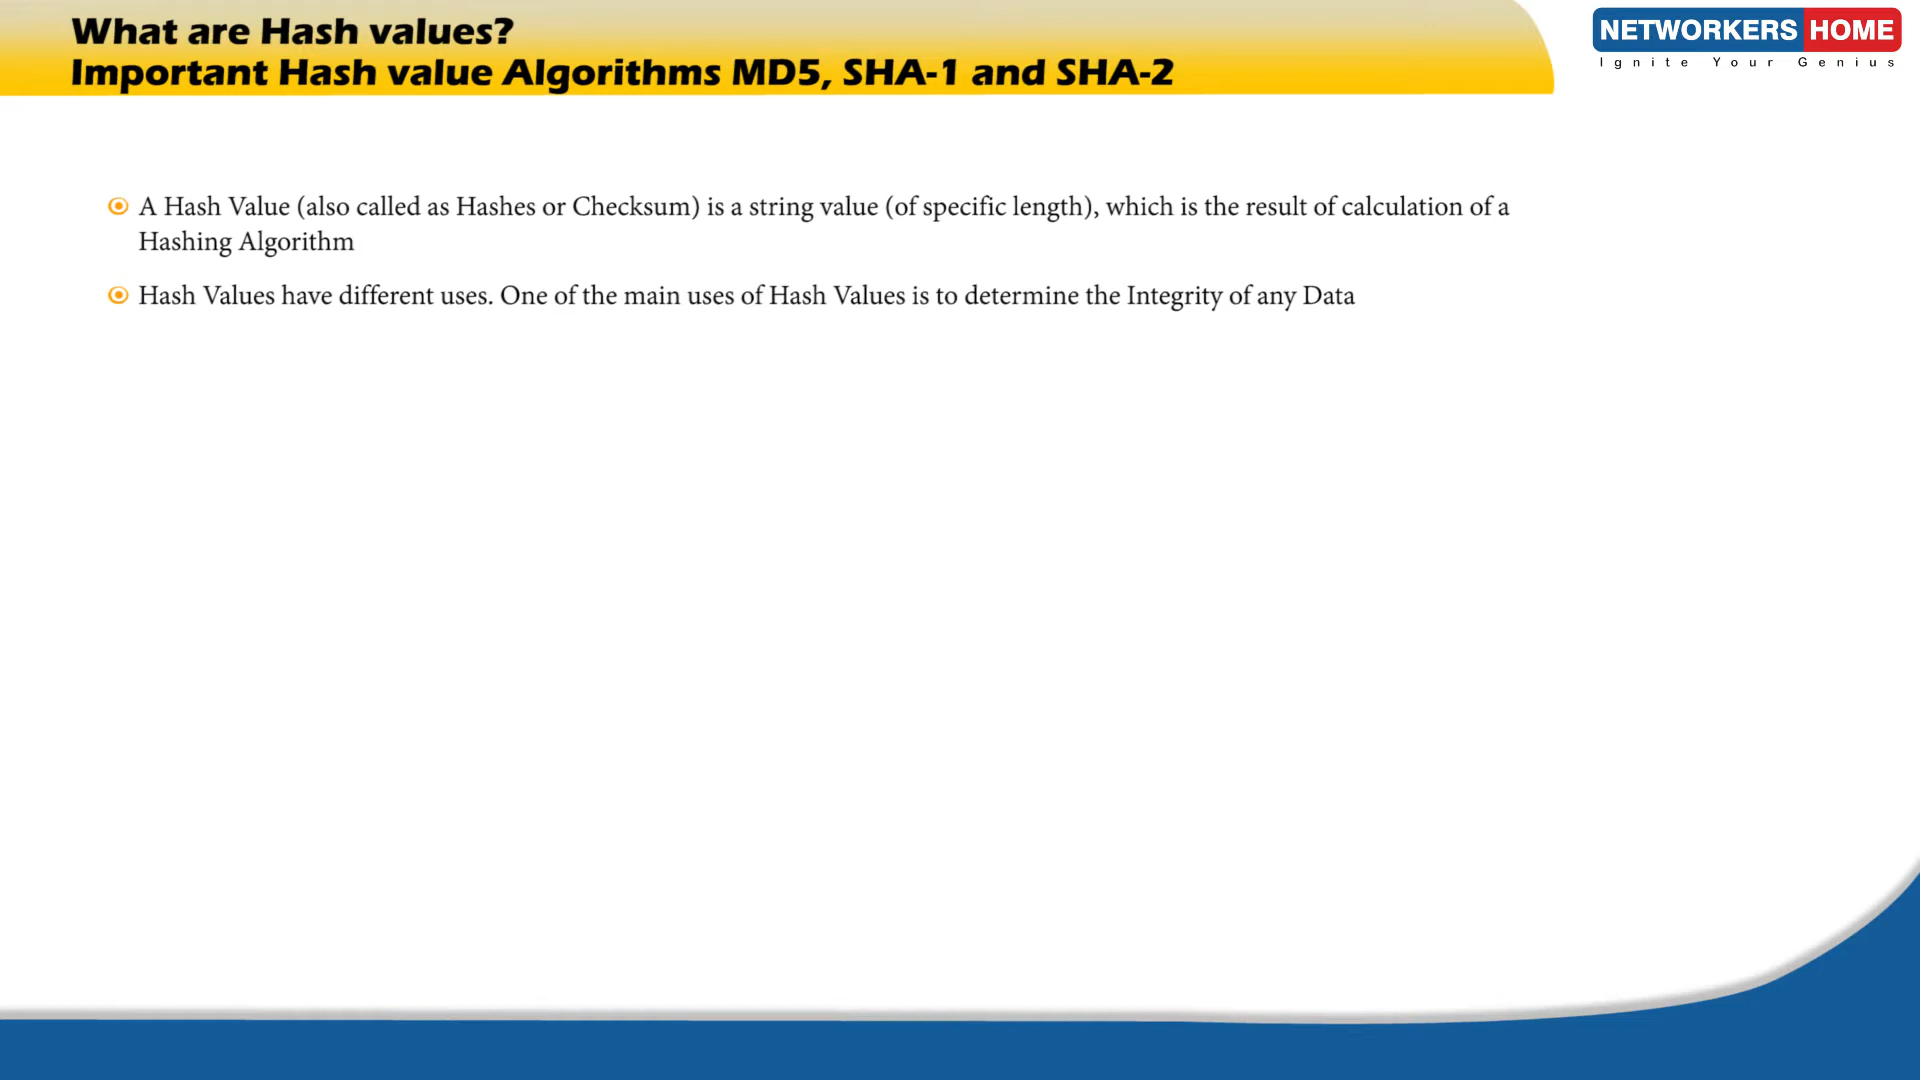 What are Hash values?
Important Hash value Algorithms MD5, SHA-1 and SHA-2
NETWORKERS HOME
Ignite Your Genius
A Hash Value (also called as Hashes or Checksum) is a string value (of specific length), which is the result of calculation of a
Hashing Algorithm
Hash Values have different uses. One of the main uses of Hash Values is to determine the Integrity of any Data